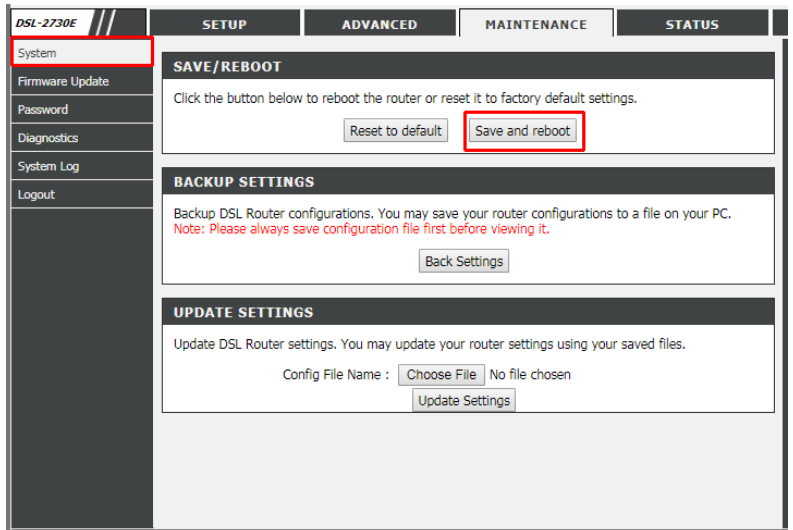 DSL-2730E
SETUP
ADVANCED
MAINTENANCE
STATUS
System
Firmware Update
Password
Diagnostics
System Log
Logout
SAVE/REBOOT
Click the button below to reboot the router or reset it to factory default settings.
Reset to default
Save and reboot
BACKUP SETTINGS
Backup DSL Router configurations. You may save your router configurations to a file on your PC.
Note: Please always save configuration file first before viewing it.
Back Settings
UPDATE SETTINGS
Update DSL Router settings. You may update your router settings using your saved files.
Config File Name : Choose File No file chosen
Update Settings